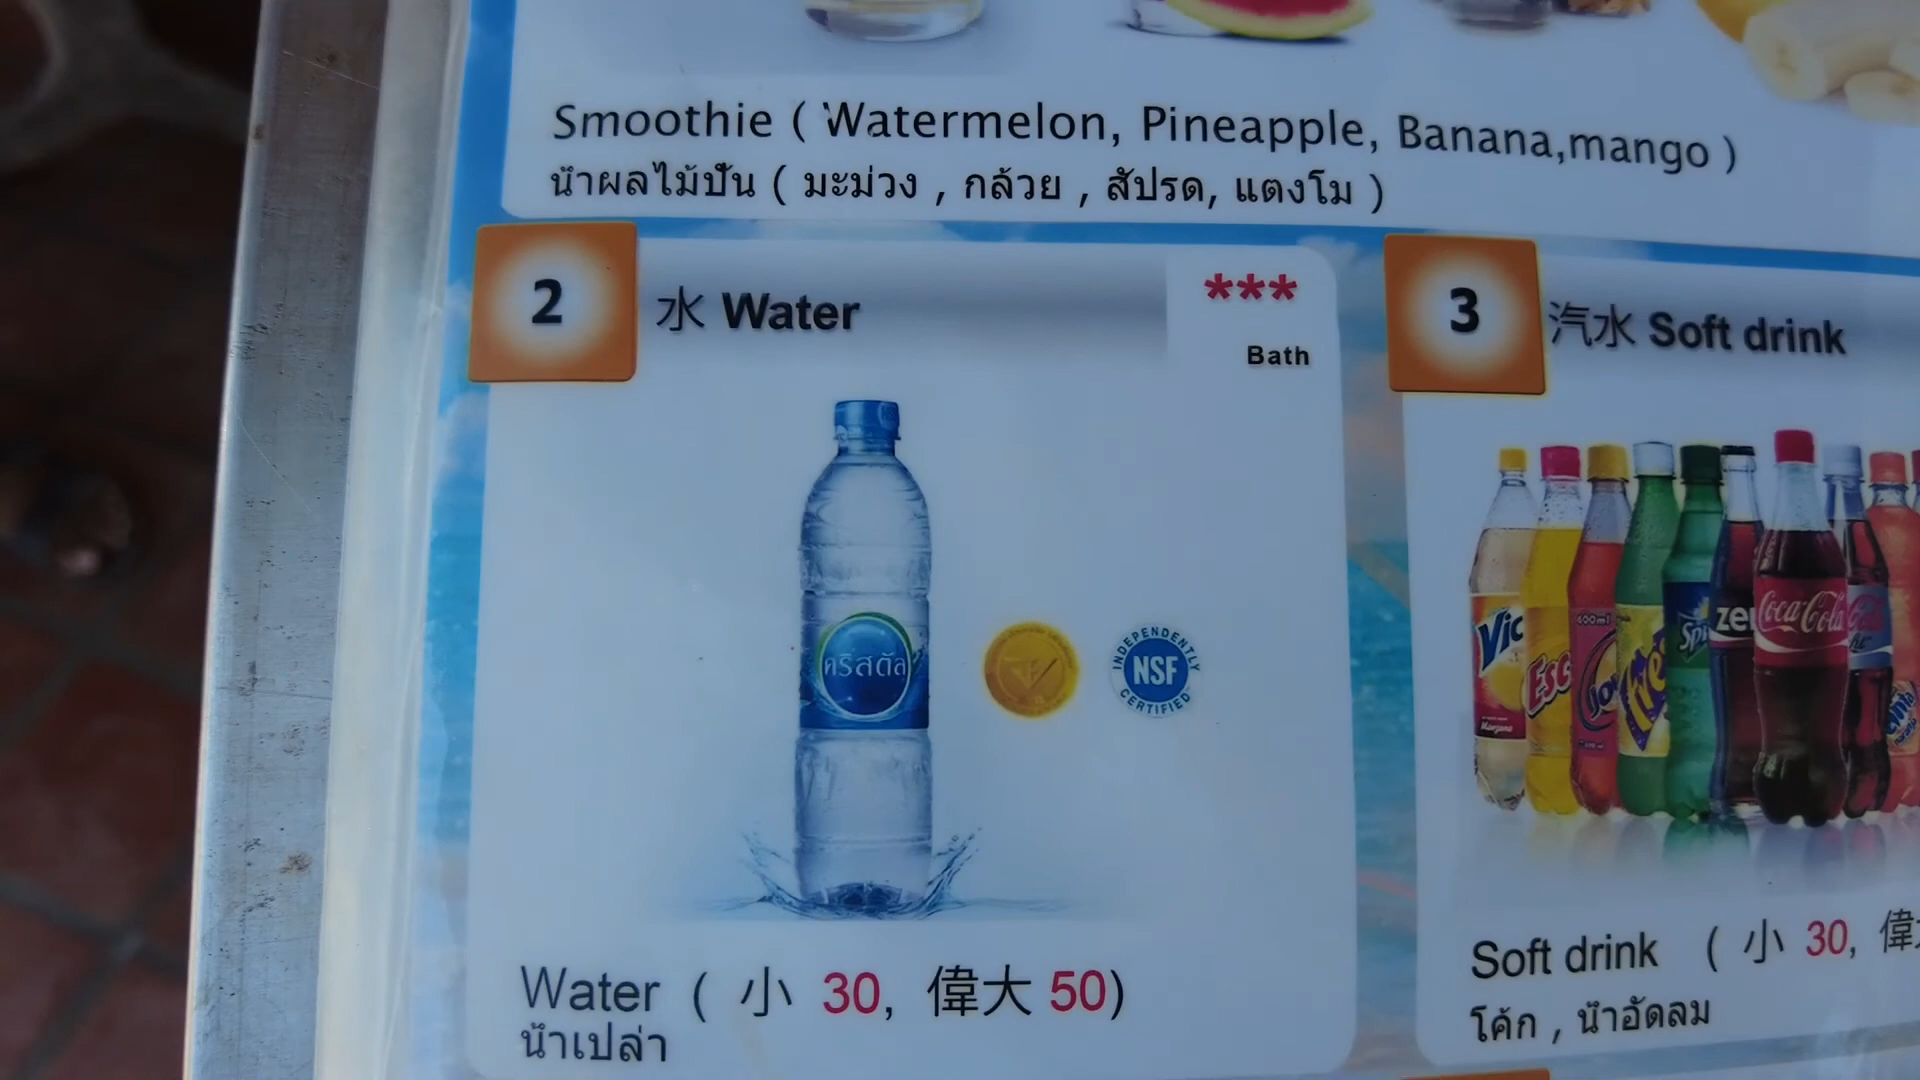 Smoothie ( Watermelon, Pineapple, Banana,mango )
น้ำผลไม้ปั่น ( มะม่วง , กล้วย , สัปรด, แตงโม )
2 水 Water ***
Bath
คริสตัล
INDEPENDENTLY
NSF
CERTIFIED
Water ( 小 30, 偉大 50)
น้ำเปล่า
3 汽水 Soft drink
400ml
zer
Coca-Cola
Soft drink ( 小 30, 偉
โค้ก , น้ำอัดลม